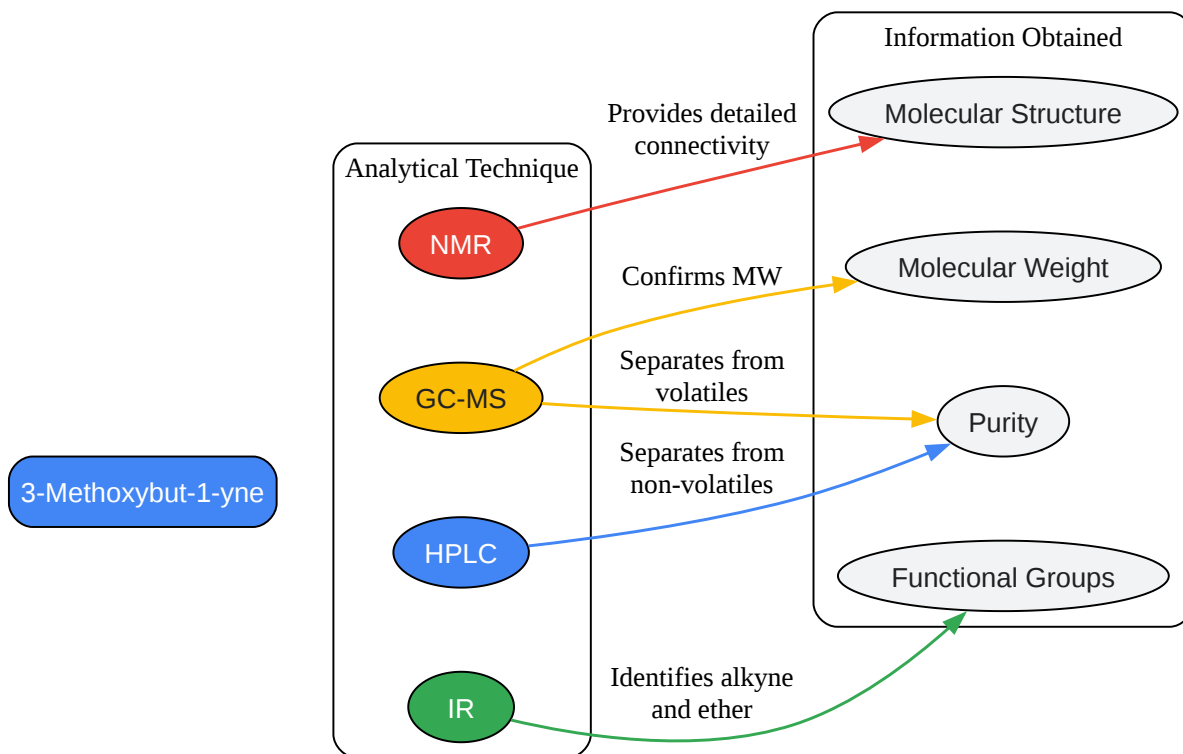 3-Methoxybut-1-yne
Analytical Technique
NMR
GC-MS
HPLC
IR
Provides detailed
connectivity
Confirms MW
Separates from
volatiles
Separates from
non-volatiles
Identifies alkyne
and ether
Information Obtained
Molecular Structure
Molecular Weight
Purity
Functional Groups